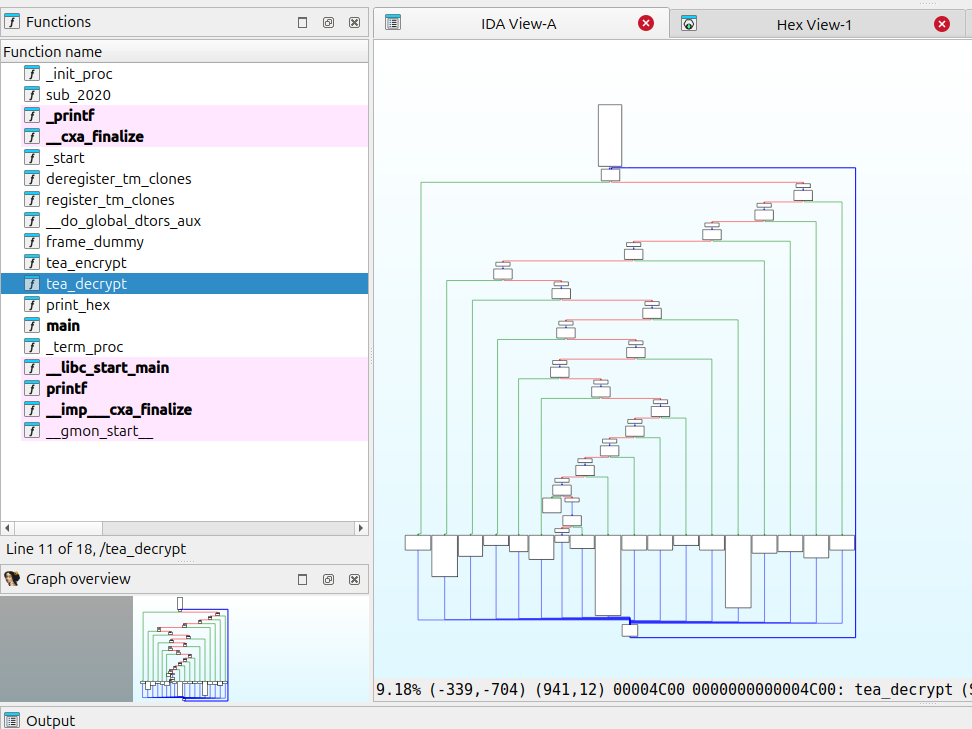 Functions
Function name
_init_proc
sub_2020
_printf
__cxa_finalize
_start
deregister_tm_clones
register_tm_clones
__do_global_dtors_aux
frame_dummy
tea_encrypt
tea_decrypt
print_hex
main
_term_proc
__libc_start_main
printf
__imp___cxa_finalize
__gmon_start__
Line 11 of 18, /tea_decrypt
Graph overview
IDA View-A
Hex View-1
9.18% (-339,-704) (941,12) 00004C00 0000000000004C00: tea_decrypt (S
Output